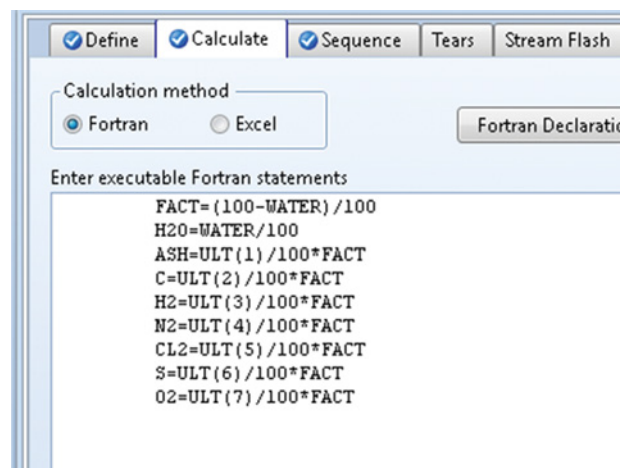 Define Calculate Sequence Tears Stream Flash
Calculation method
Fortran Excel
Fortran Declaratio
Enter executable Fortran statements
FACT=(100-WATER)/100
H2O=WATER/100
ASH=ULT(1)/100*FACT
C=ULT(2)/100*FACT
H2=ULT(3)/100*FACT
N2=ULT(4)/100*FACT
CL2=ULT(5)/100*FACT
S=ULT(6)/100*FACT
O2=ULT(7)/100*FACT